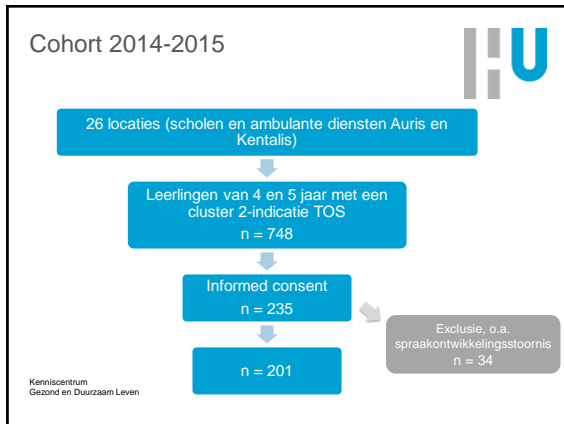 Cohort 2014-2015
HU
26 locaties (scholen en ambulante diensten Auris en
Kentalis)
Leerlingen van 4 en 5 jaar met een
cluster 2-indicatie TOS
n = 748
Informed consent
n = 235
Exclusie, o.a.
spraakontwikkelingsstoornis
n = 34
n = 201
Kenniscentrum
Gezond en Duurzaam Leven